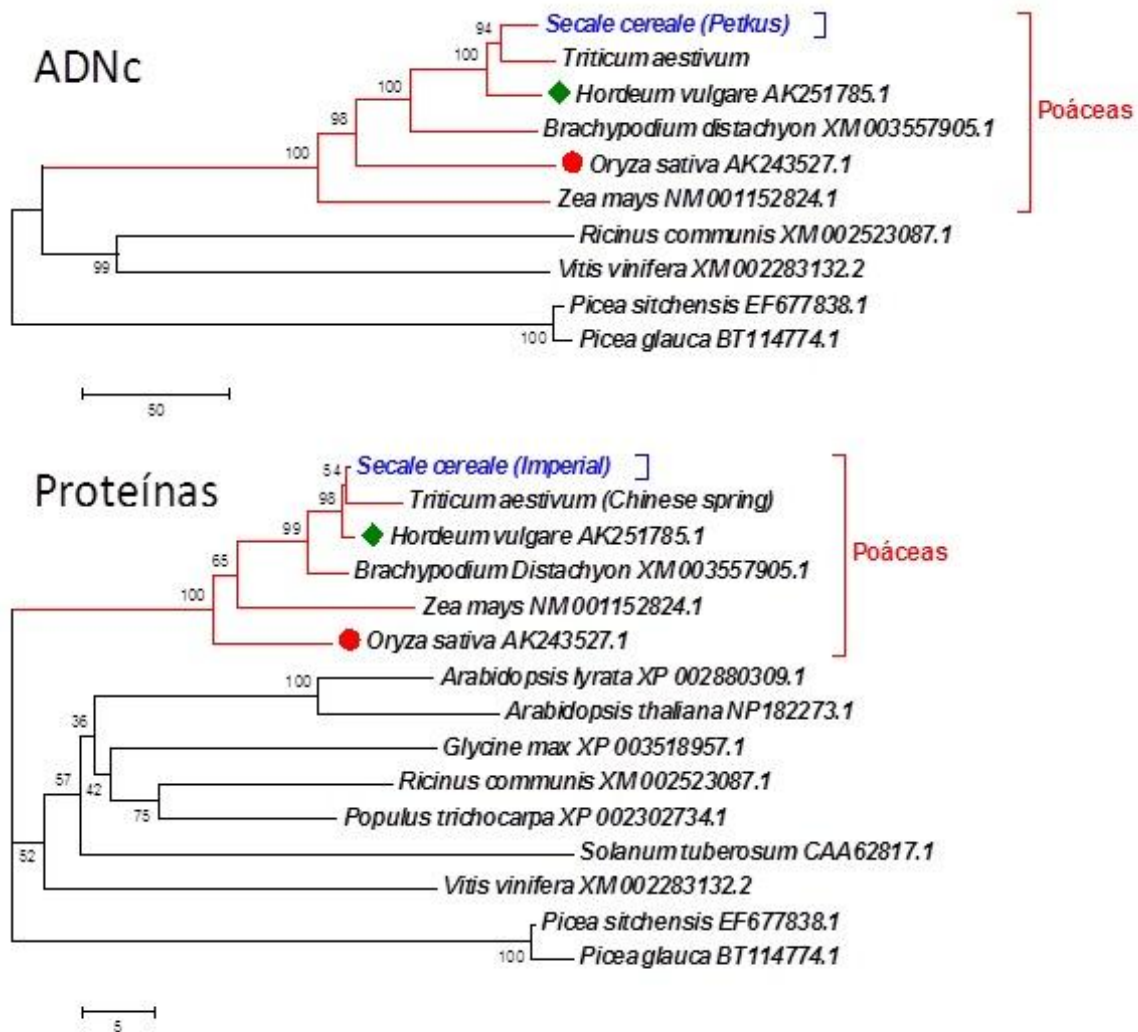 ADNc
94
Secale cereale (Petkus)
100
Triticum aestivum
100
Hordeum vulgare AK251785.1
98
Brachypodium distachyon XM 003557905.1
Poáceas
100
Oryza sativa AK243527.1
Zea mays NM 001152824.1
Ricinus communis XM 002523087.1
99
Vitis vinifera XM 002283132.2
Picea sitchensis EF677838.1
100
Picea glauca BT114774.1
50
Proteínas
54
Secale cereale (Imperial)
98
Triticum aestivum (Chinese spring)
99
Hordeum vulgare AK251785.1
Poáceas
65
Brachypodium Distachyon XM 003557905.1
100
Zea mays NM 001152824.1
Oryza sativa AK243527.1
100
Arabidopsis lyrata XP 002880309.1
Arabidopsis thaliana NP182273.1
36
Glycine max XP 003518957.1
57
42
Ricinus communis XM 002523087.1
75
Populus trichocarpa XP 002302734.1
52
Solanum tuberosum CAA62817.1
Vitis vinifera XM 002283132.2
Picea sitchensis EF677838.1
100
Picea glauca BT114774.1
5